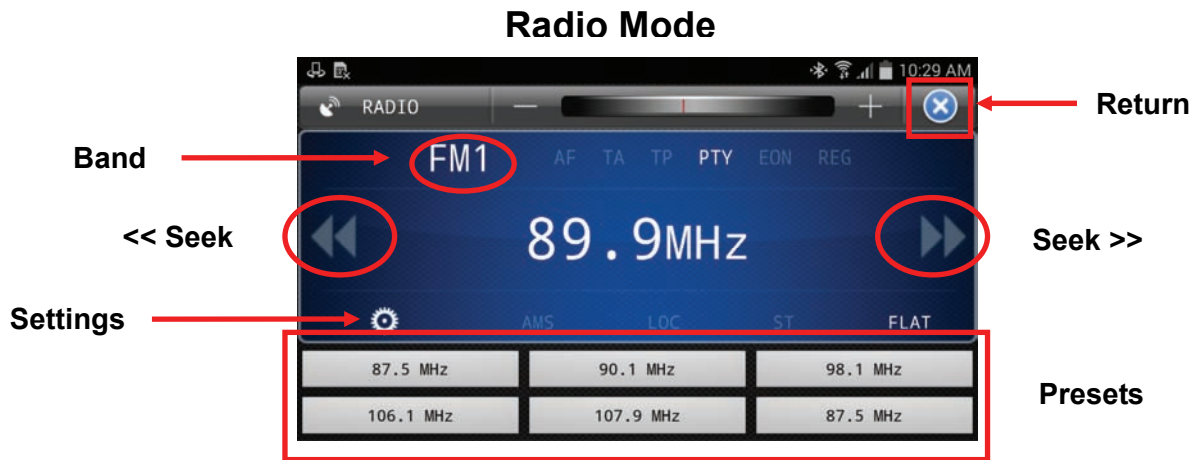 Radio Mode
10:29 AM
RADIO
Return
Band
FM1 AF TA TP PTY EON REG
<< Seek
89.9MHz
Seek >>
Settings
AMS LOC ST FLAT
87.5 MHz 90.1 MHz 98.1 MHz
106.1 MHz 107.9 MHz 87.5 MHz
Presets